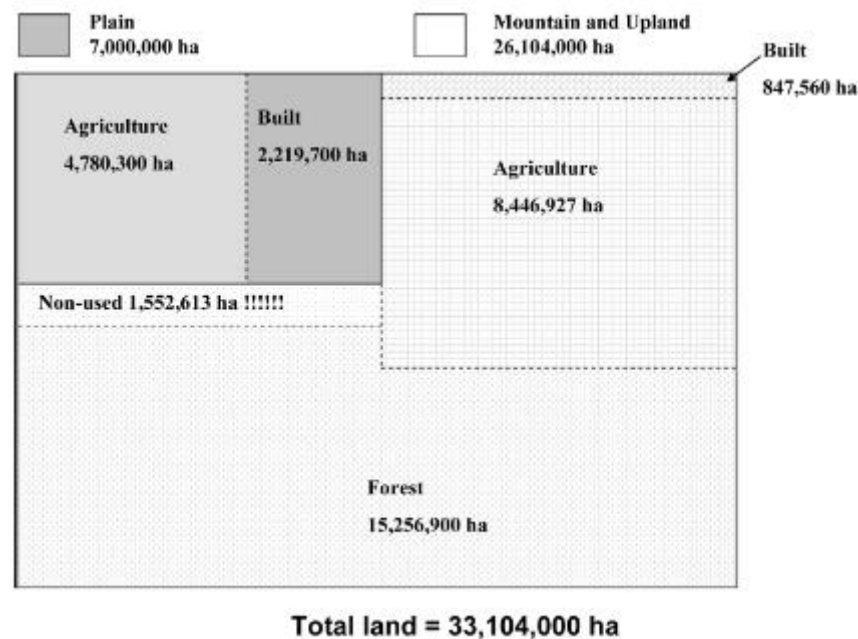 Plain
7,000,000 ha
Mountain and Upland
26,104,000 ha
Built
847,560 ha
Agriculture
4,780,300 ha
Built
2,219,700 ha
Agriculture
8,446,927 ha
Non-used 1,552,613 ha !!!!!!
Forest
15,256,900 ha
Total land = 33,104,000 ha